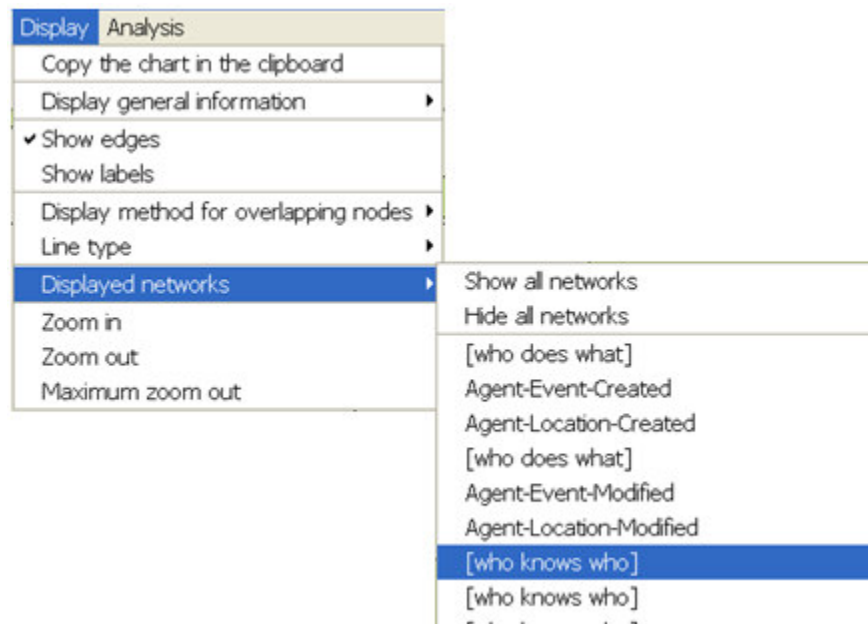 Display Analysis
Copy the chart in the clipboard
Display general information
Show edges
Show labels
Display method for overlapping nodes
Line type
Displayed networks
Zoom in
Zoom out
Maximum zoom out
Show all networks
Hide all networks
[who does what]
Agent-Event-Created
Agent-Location-Created
[who does what]
Agent-Event-Modified
Agent-Location-Modified
[who knows who]
[who knows who]